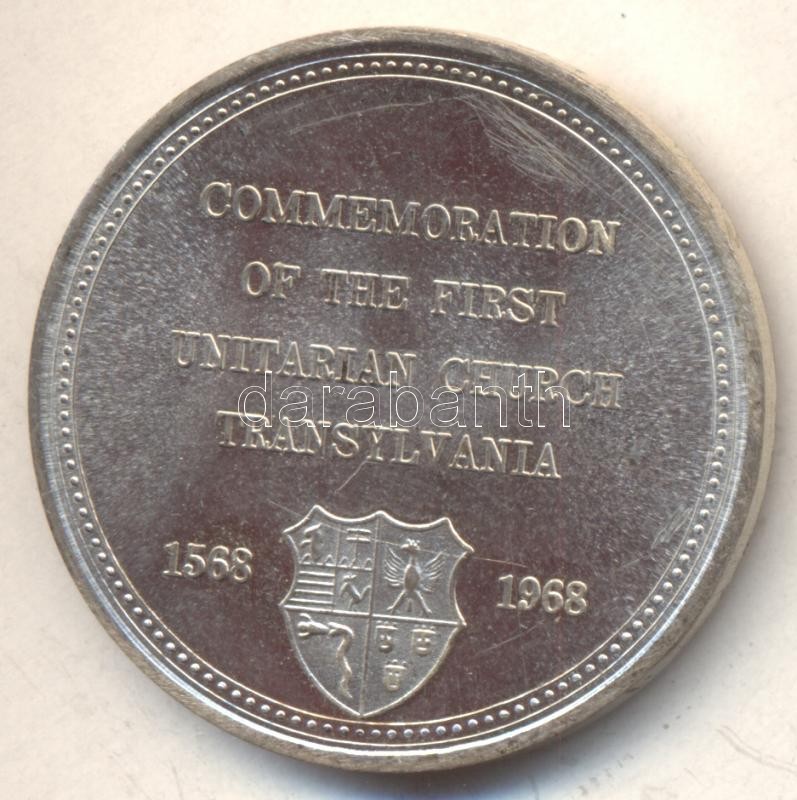 COMMEMORATION
OF THE FIRST
UNITARIAN CHURCH
darabanth
TRANSYLVANIA
1568 1968